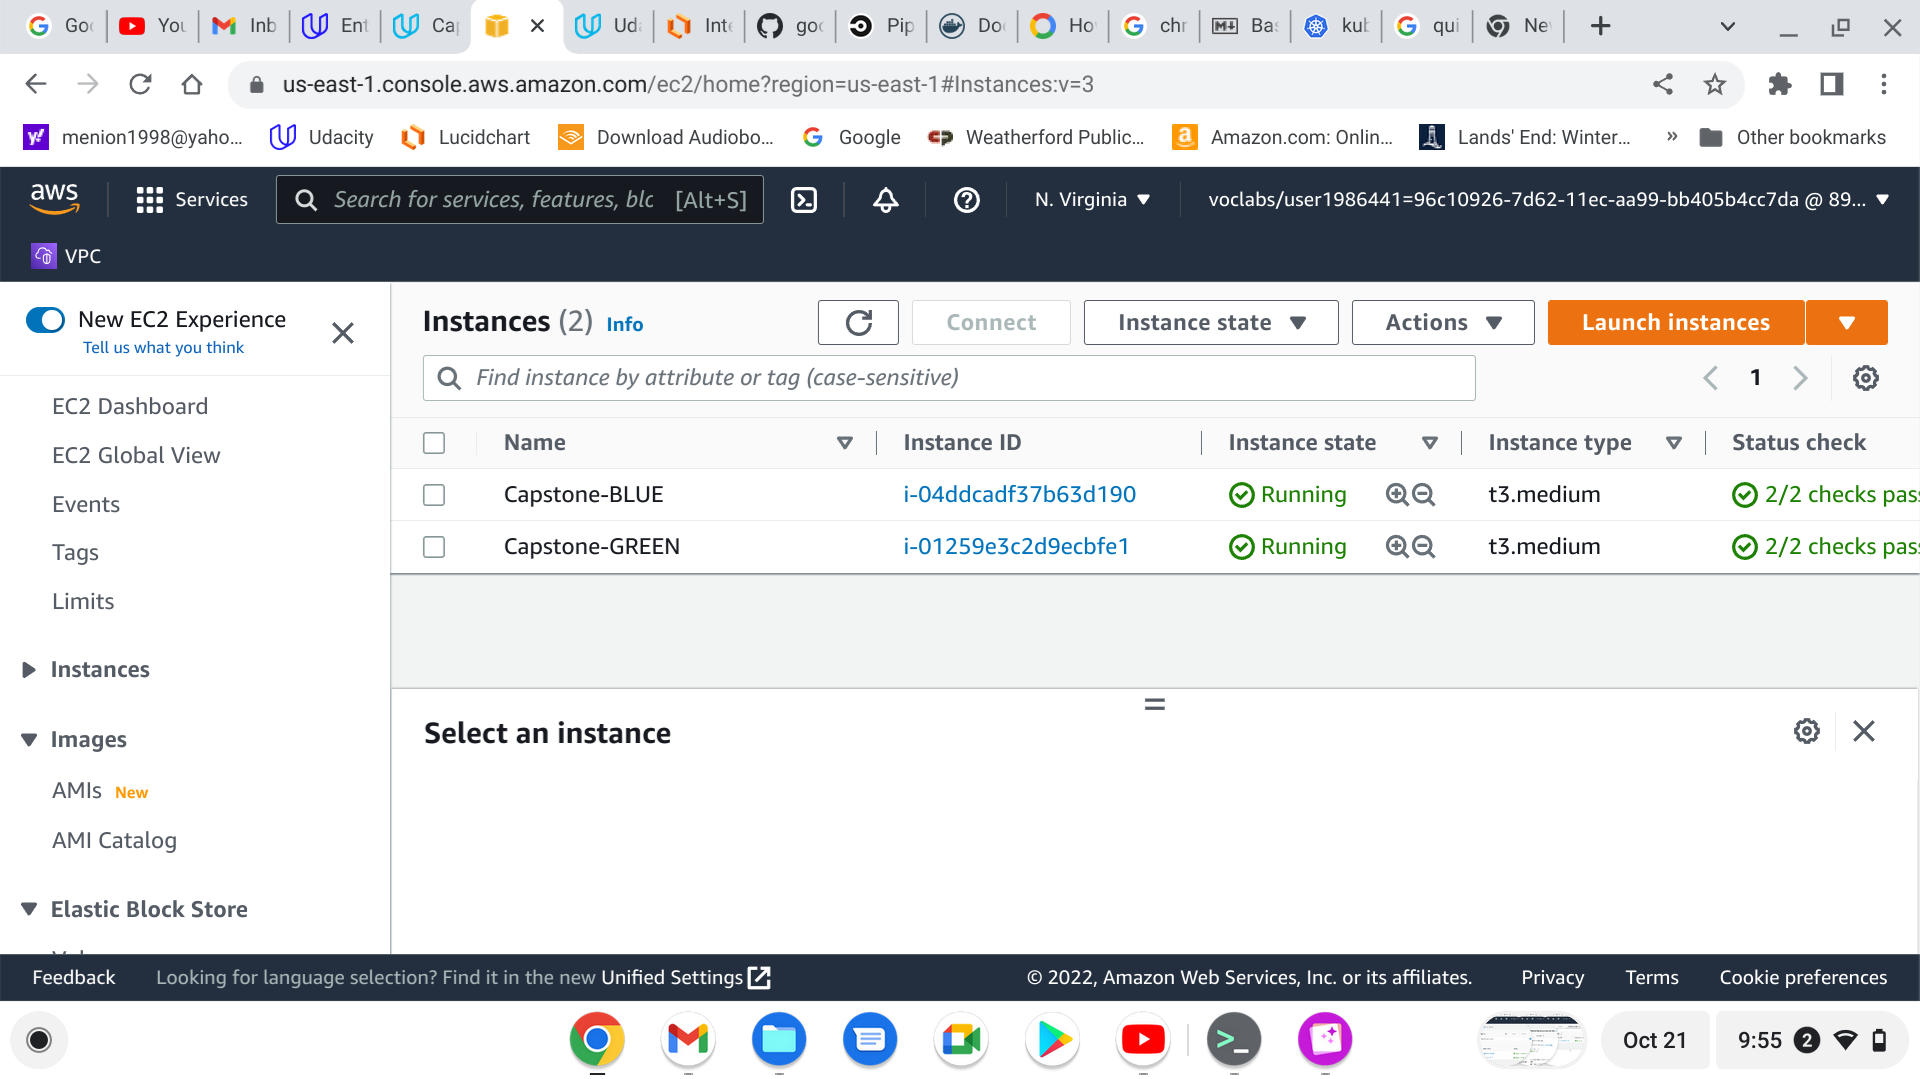 Goo
You
Inb
Ent
Cap
Uda
Inte
goo
Pip
Doc
Ho
chr
Bas
kub
qui
Ne
us-east-1.console.aws.amazon.com/ec2/home?region=us-east-1#Instances:v=3
menion1998@yaho...
Udacity
Lucidchart
Download Audiobo...
Google
Weatherford Public...
Amazon.com: Onlin...
Lands' End: Winter...
»
Other bookmarks
aws
Services
Search for services, features, blc
[Alt+S]
N. Virginia
voclabs/user1986441=96c10926-7d62-11ec-aa99-bb405b4cc7da @ 89...
VPC
New EC2 Experience
Tell us what you think
EC2 Dashboard
EC2 Global View
Events
Tags
Limits
Instances
Images
AMIs New
AMI Catalog
Elastic Block Store
Instances (2) Info
Connect
Instance state
Actions
Launch instances
Find instance by attribute or tag (case-sensitive)
1
Name Instance ID Instance state Instance type Status check
Capstone-BLUE i-04ddcadf37b63d190 Running t3.medium 2/2 checks pass
Capstone-GREEN i-01259e3c2d9ecbfe1 Running t3.medium 2/2 checks pass
Select an instance
Feedback
Looking for language selection? Find it in the new Unified Settings
© 2022, Amazon Web Services, Inc. or its affiliates.
Privacy
Terms
Cookie preferences
Oct 21
9:55
2